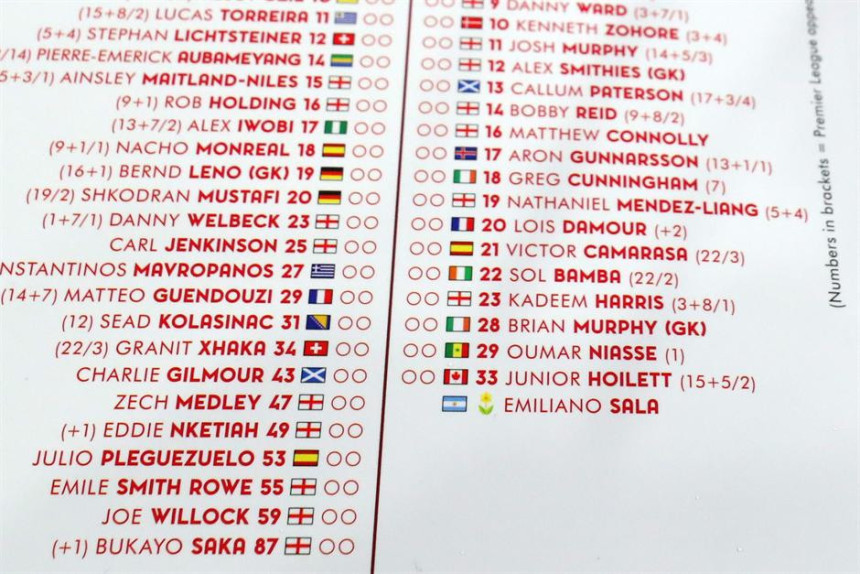 (15+8/2) LUCAS TORREIRA 11
(5+4) STEPHAN LICHTSTEINER 12
/14) PIERRE-EMERICK AUBAMEYANG 14
5+3/1) AINSLEY MAITLAND-NILES 15
(9+1) ROB HOLDING 16
(13+7/2) ALEX IWOBI 17
(9+1/1) NACHO MONREAL 18
(16+1) BERND LENO (GK) 19
(19/2) SHKODRAN MUSTAFI 20
(1+7/1) DANNY WELBECK 23
CARL JENKINSON 25
NSTANTINOS MAVROPANOS 27
(14+7) MATTEO GUENDOUZI 29
(12) SEAD KOLASINAC 31
(22/3) GRANIT XHAKA 34
CHARLIE GILMOUR 43
ZECH MEDLEY 47
(+1) EDDIE NKETIAH 49
JULIO PLEGUEZUELO 53
EMILE SMITH ROWE 55
JOE WILLOCK 59
(+1) BUKAYO SAKA 87
9 DANNY WARD (3+7/1)
10 KENNETH ZOHORE (3+4)
11 JOSH MURPHY (14+5/3)
12 ALEX SMITHIES (GK)
13 CALLUM PATERSON (17+3/4)
14 BOBBY REID (9+8/2)
16 MATTHEW CONNOLLY
17 ARON GUNNARSSON (13+1/1)
18 GREG CUNNINGHAM (7)
19 NATHANIEL MENDEZ-LIANG (5+4)
20 LOIS DAMOUR (+2)
21 VICTOR CAMARASA (22/3)
22 SOL BAMBA (22/2)
23 KADEEM HARRIS (3+8/1)
28 BRIAN MURPHY (GK)
29 OUMAR NIASSE (1)
33 JUNIOR HOILETT (15+5/2)
EMILIANO SALA
(Numbers in brackets = Premier League appea